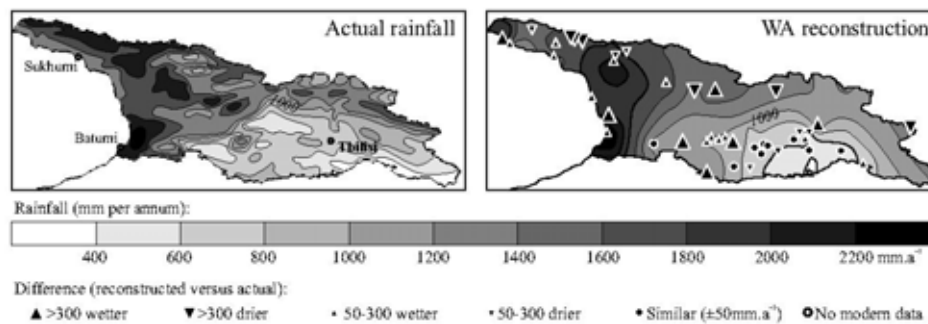 Actual rainfall
Sukhumi
1000
Batumi
Tbilisi
WA reconstruction
1000
Rainfall (mm per annum):
400 600 800 1000 1200 1400 1600 1800 2000 2200 mm.a⁻¹
Difference (reconstructed versus actual):
▲ >300 wetter ▼ >300 drier ▴ 50-300 wetter ▾ 50-300 drier • Similar (±50mm.a⁻¹) No modern data